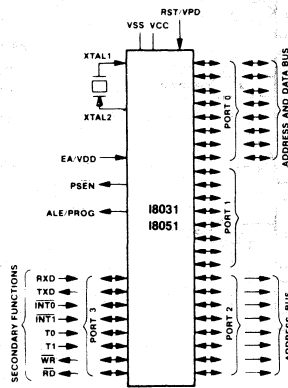 RST/VPD
VSS VCC
XTAL1
XTAL2
EA/VDD
PSEN
ALE/PROG
I8031
I8051
PORT 0
ADDRESS AND DATA BUS
PORT 1
PORT 2
ADDRESS BUS
PORT 3
SECONDARY FUNCTIONS
RXD
TXD
INT0
INT1
T0
T1
WR
RD